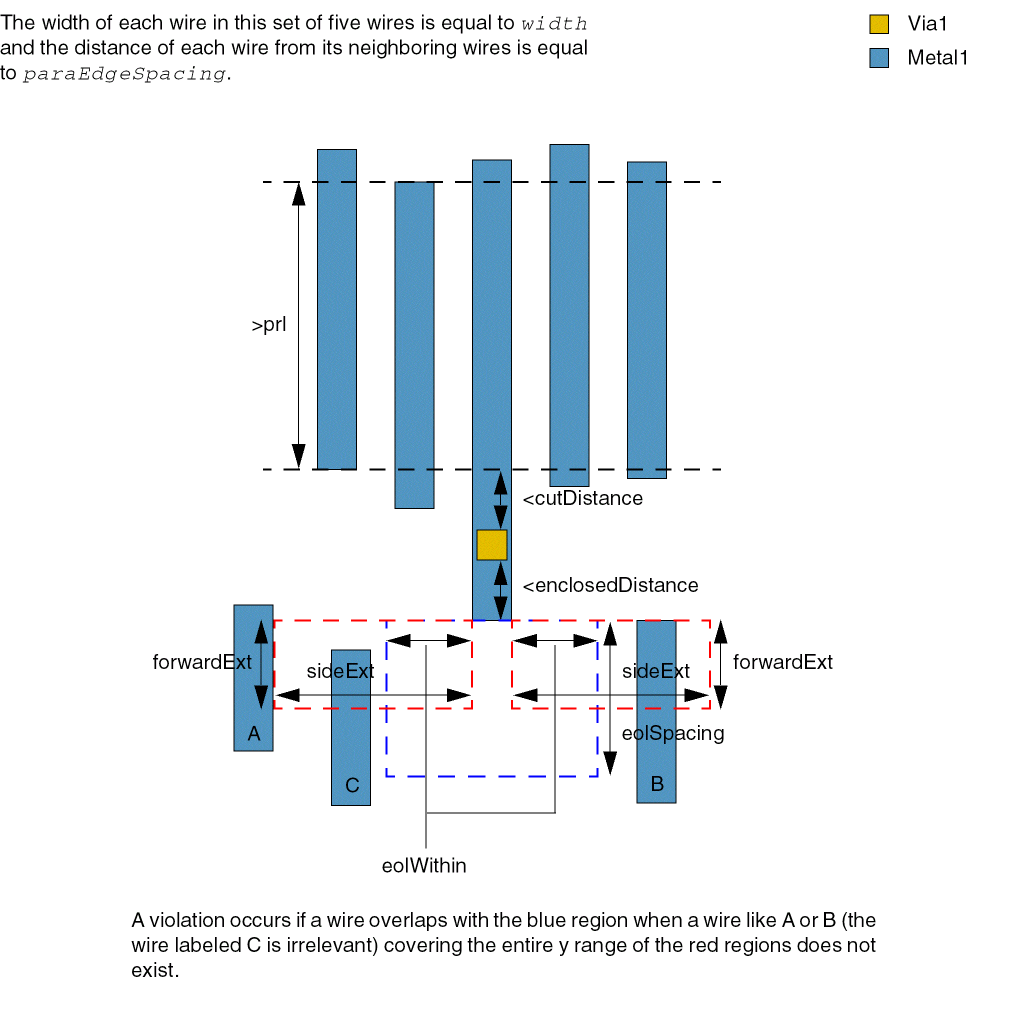 The width of each wire in this set of five wires is equal to width
and the distance of each wire from its neighboring wires is equal
to paraEdgeSpacing.
Via1
Metal1
>prl
<cutDistance
<enclosedDistance
forwardExt
sideExt
sideExt
forwardExt
A
eolSpacing
C
B
eolWithin
A violation occurs if a wire overlaps with the blue region when a wire like A or B (the
wire labeled C is irrelevant) covering the entire y range of the red regions does not
exist.